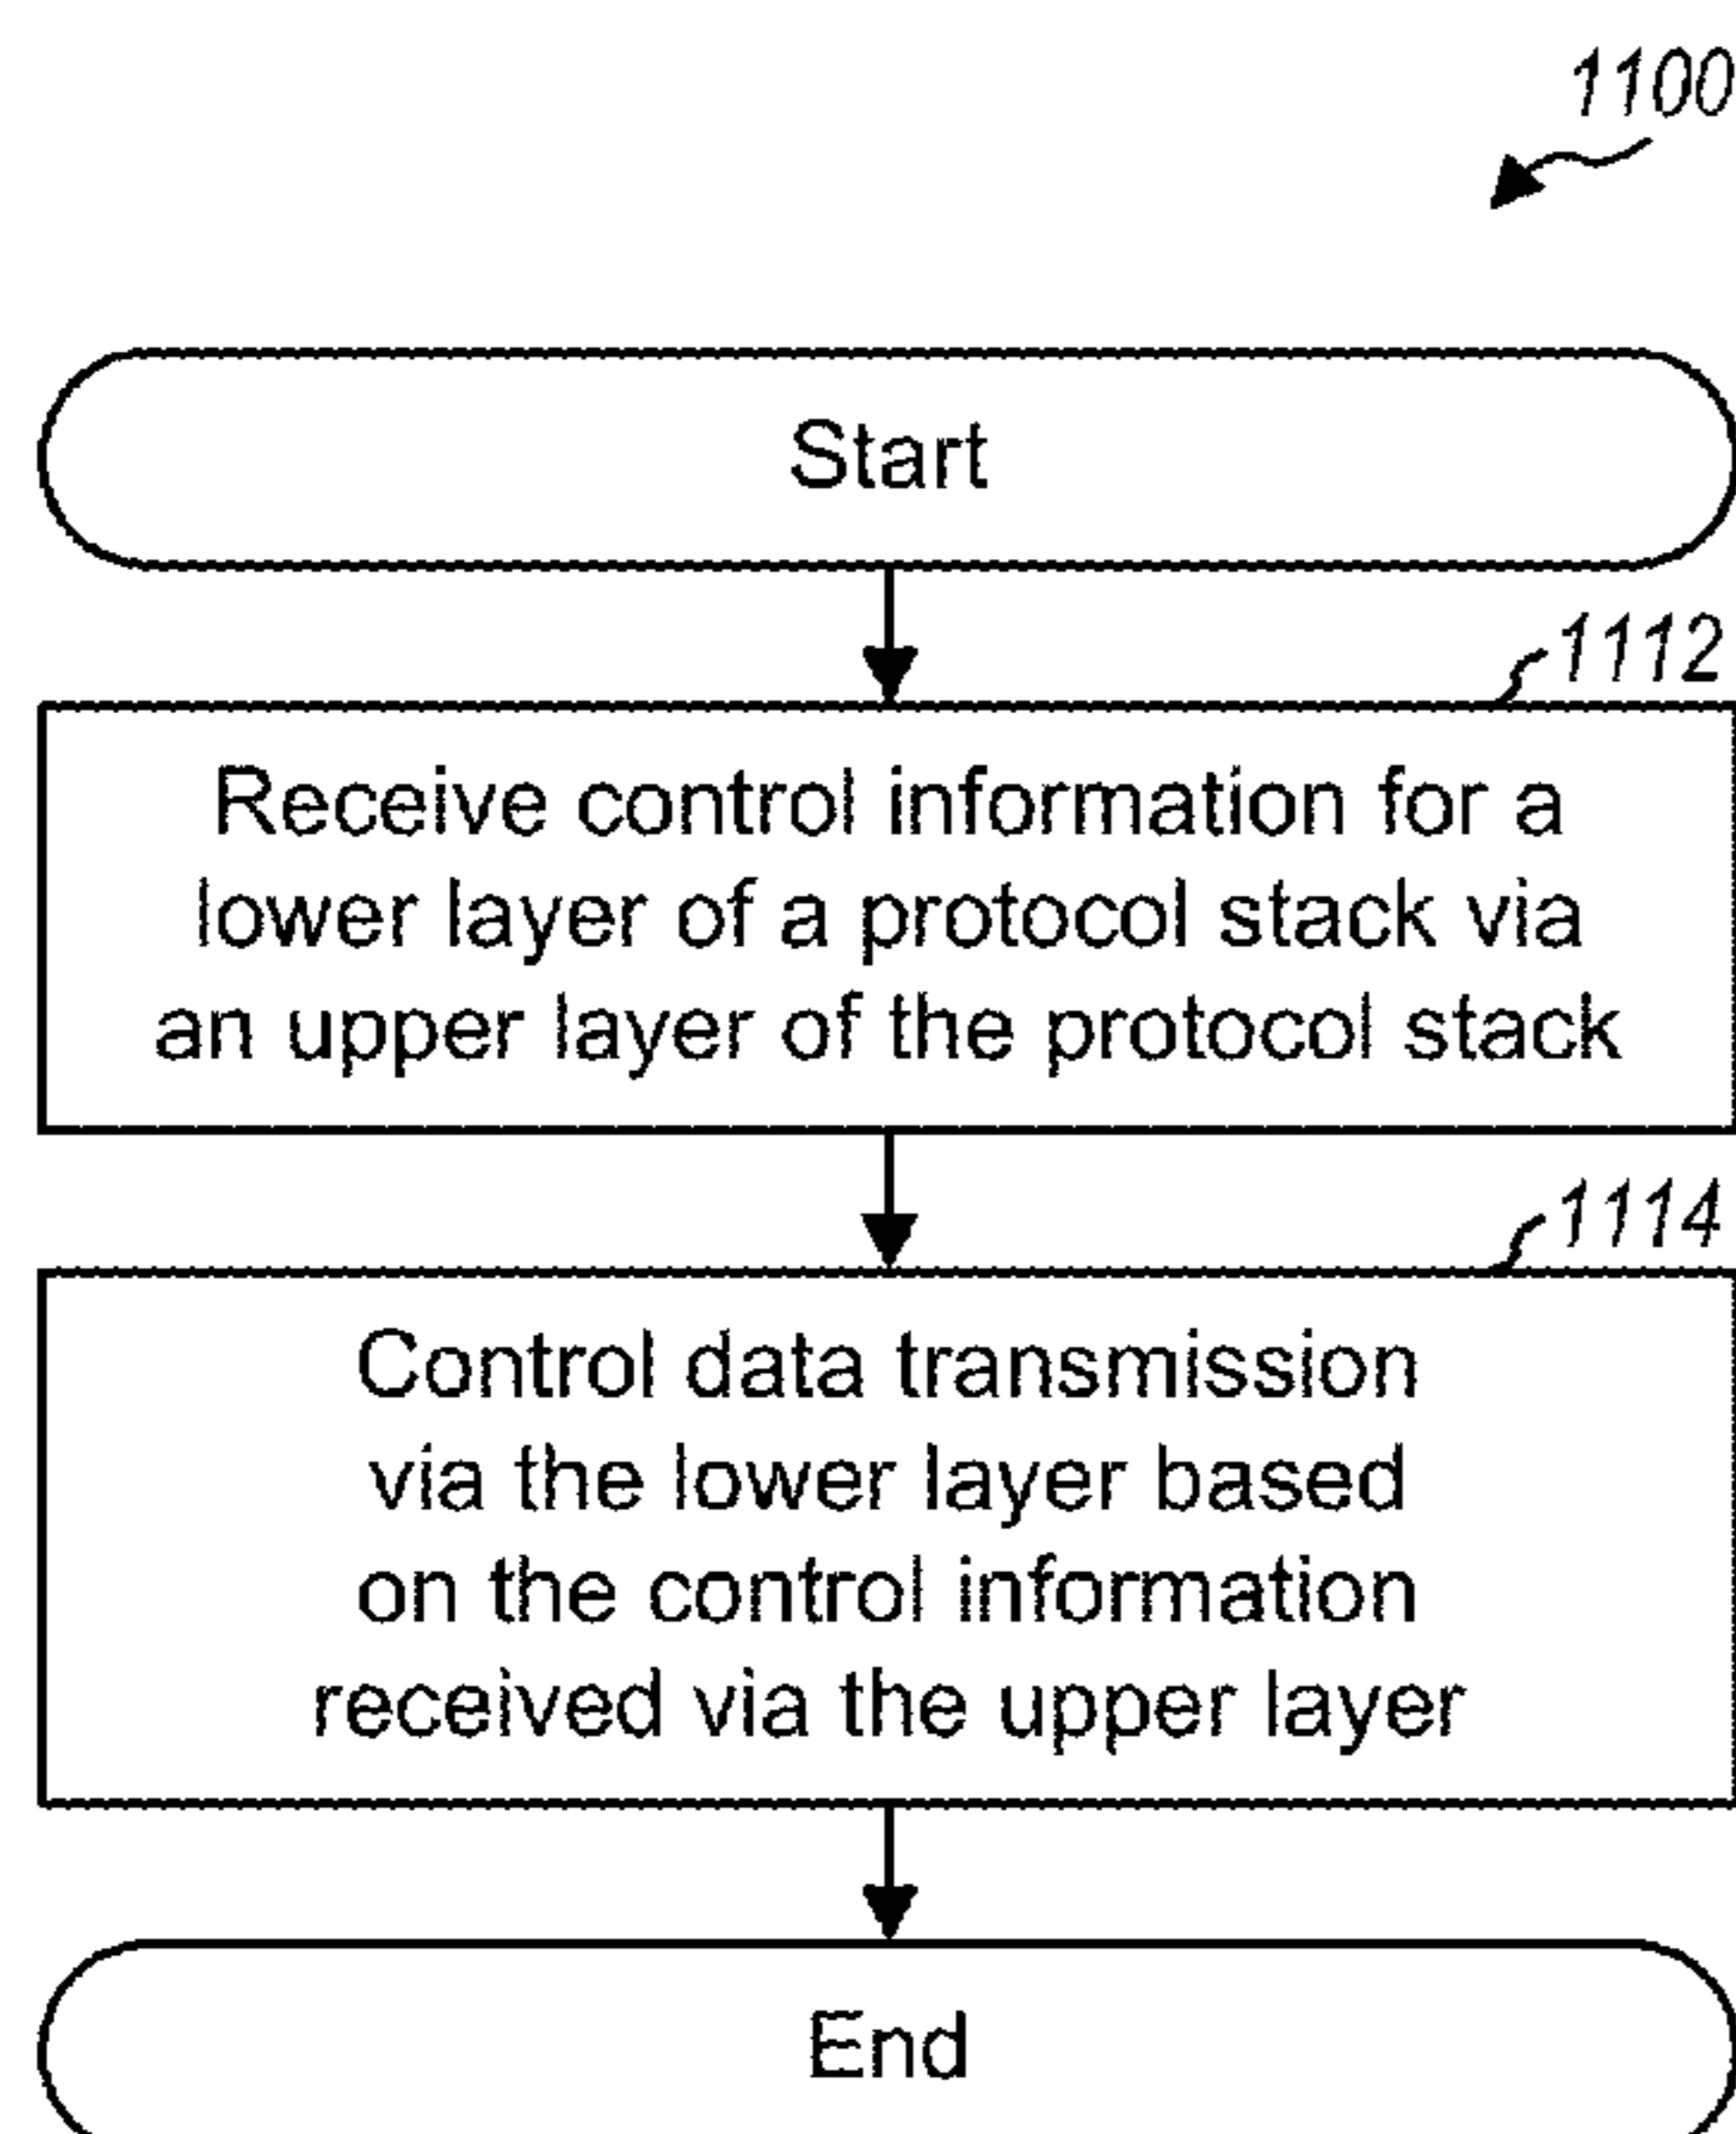 1100
Start
1112
Receive control information for a
lower layer of a protocol stack via
an upper layer of the protocol stack
1114
Control data transmission
via the lower layer based
on the control information
received via the upper layer
End